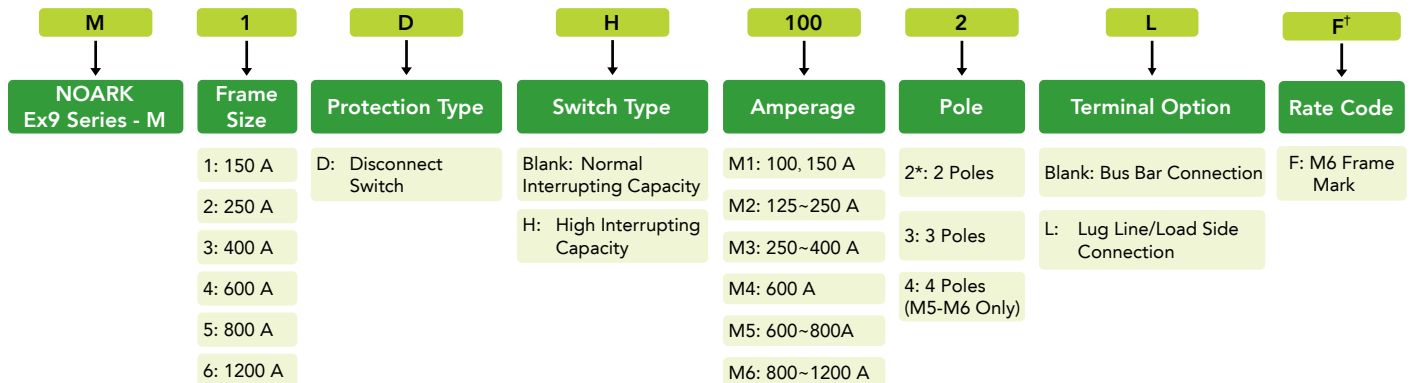 M
1
D
H
100
2
L
F†
NOARK
Ex9 Series - M
Frame
Size
Protection Type
Switch Type
Amperage
Pole
Terminal Option
Rate Code
1: 150 A
2: 250 A
3: 400 A
4: 600 A
5: 800 A
6: 1200 A
D: Disconnect
Switch
Blank: Normal
Interrupting Capacity
H: High Interrupting
Capacity
M1: 100, 150 A
M2: 125~250 A
M3: 250~400 A
M4: 600 A
M5: 600~800A
M6: 800~1200 A
2*: 2 Poles
3: 3 Poles
4: 4 Poles
(M5-M6 Only)
Blank: Bus Bar Connection
L: Lug Line/Load Side
Connection
F: M6 Frame
Mark